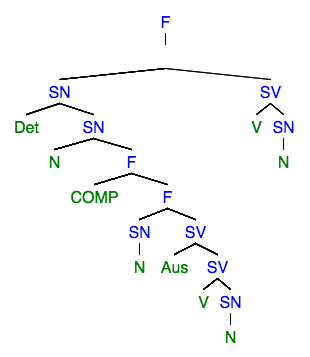 F
SN SV
Det SN V SN
N F N
COMP F
SN SV
N Aus SV
V SN
N